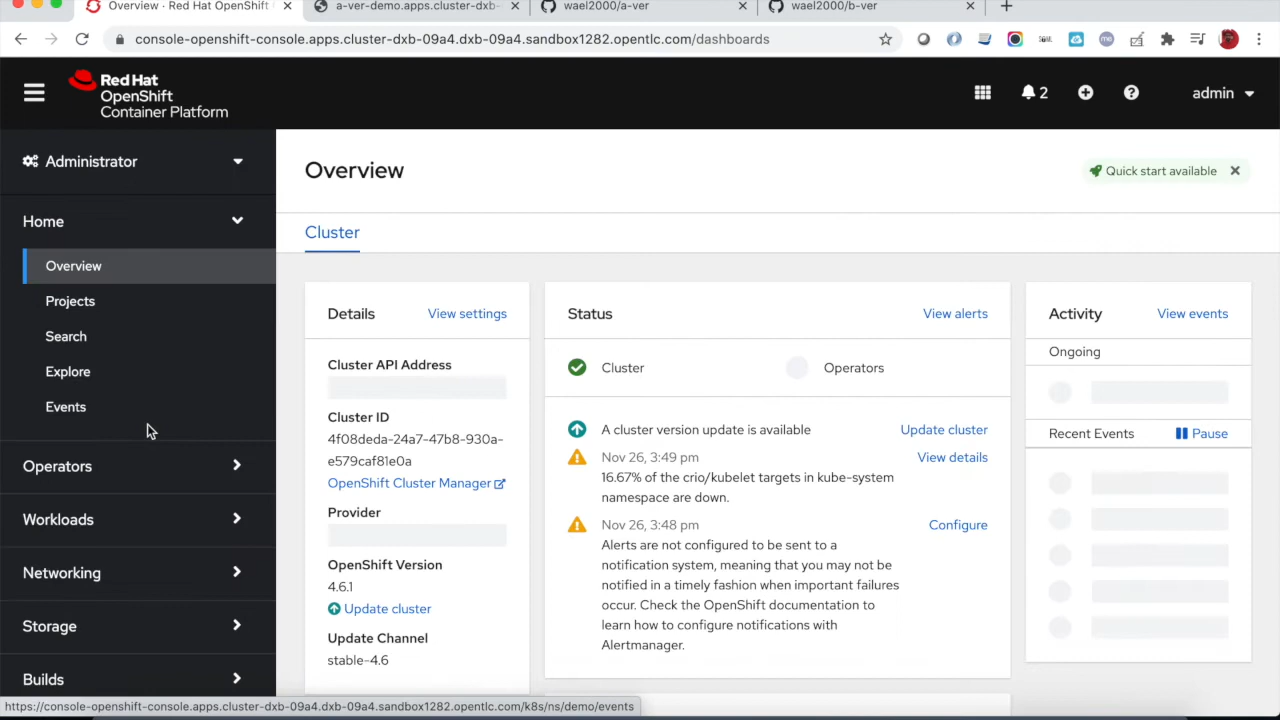 Overview · Red Hat OpenShift
a-ver-demo.apps.cluster-dxb-
wael2000/a-ver
wael2000/b-ver
console-openshift-console.apps.cluster-dxb-09a4.dxb-09a4.sandbox1282.opentlc.com/dashboards
Red Hat
OpenShift
Container Platform
2
admin
Administrator
Home
Overview
Projects
Search
Explore
Events
Operators
Workloads
Networking
Storage
Builds
Overview
Quick start available
Cluster
Details
View settings
Cluster API Address
Cluster ID
4f08deda-24a7-47b8-930a-
e579caf81e0a
OpenShift Cluster Manager
Provider
OpenShift Version
4.6.1
Update cluster
Update Channel
stable-4.6
Status
View alerts
Cluster
Operators
A cluster version update is available
Update cluster
Nov 26, 3:49 pm
View details
16.67% of the crio/kubelet targets in kube-system
namespace are down.
Nov 26, 3:48 pm
Configure
Alerts are not configured to be sent to a
notification system, meaning that you may not be
notified in a timely fashion when important failures
occur. Check the OpenShift documentation to
learn how to configure notifications with
Alertmanager.
Activity
View events
Ongoing
Recent Events
Pause
https://console-openshift-console.apps.cluster-dxb-09a4.dxb-09a4.sandbox1282.opentlc.com/k8s/ns/demo/events